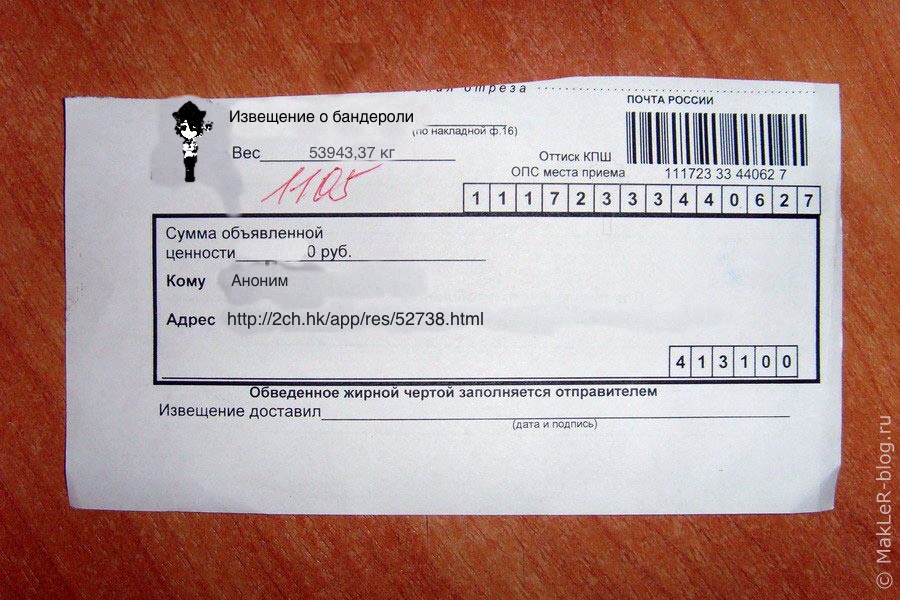 ная отреза
ПОЧТА РОССИИ
Извещение о бандероли
(по накладной ф.16)
Вес 53943,37 кг
Оттиск КПШ
ОПС места приема
111723 33 44062 7
1105
1 1 1 7 2 3 3 3 4 4 0 6 2 7
Сумма объявленной
ценности 0 руб.
Кому Аноним
Адрес http://2ch.hk/app/res/52738.html
4 1 3 1 0 0
Обведенное жирной чертой заполняется отправителем
Извещение доставил
(дата и подпись)
© MakLeR-blog.ru